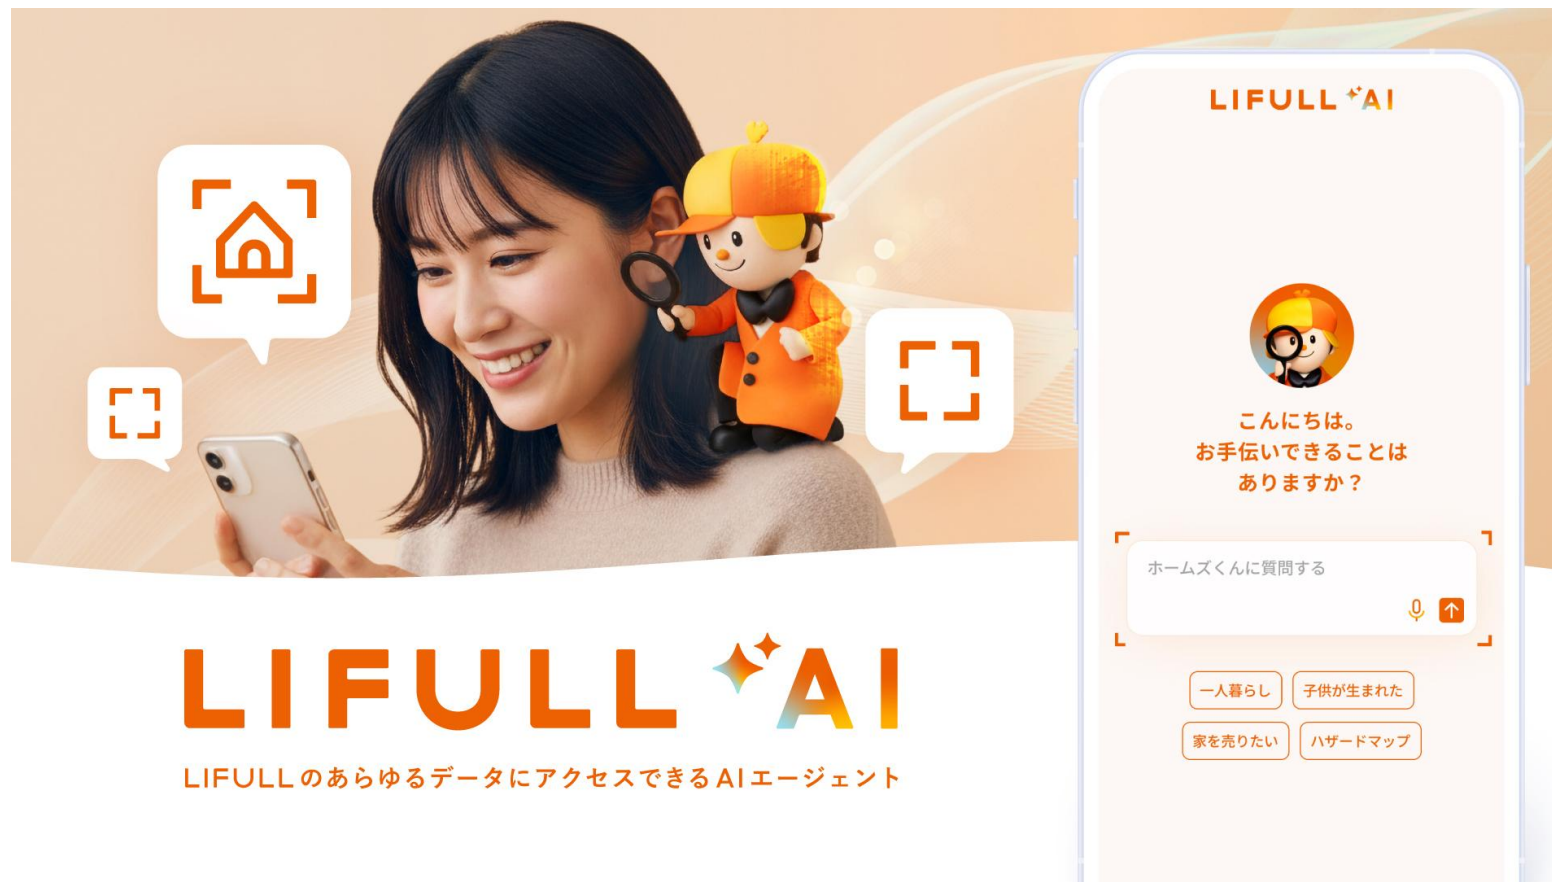 LIFULL AI
LIFULLのあらゆるデータにアクセスできるAIエージェント
LIFULL AI
こんにちは。
お手伝いできることは
ありますか？
ホームズくんに質問する
一人暮らし
子供が生まれた
家を売りたい
ハザードマップ